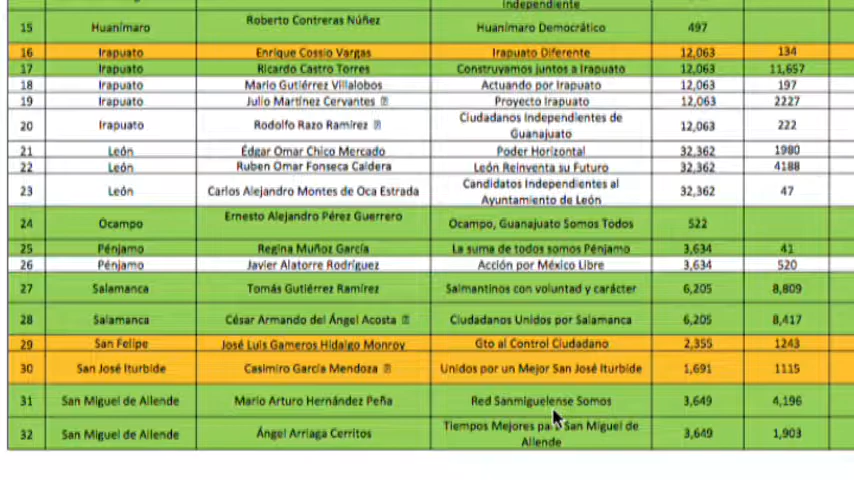 Independiente
15 Huanímaro Roberto Contreras Núñez Huanímaro Democrático 497
16 Irapuato Enrique Cossio Vargas Irapuato Diferente 12,063 134
17 Irapuato Ricardo Castro Torres Construyamos juntos a Irapuato 12,063 11,657
18 Irapuato Mario Gutiérrez Villalobos Actuando por Irapuato 12,063 197
19 Irapuato Julio Martínez Cervantes Proyecto Irapuato 12,063 2227
20 Irapuato Rodolfo Razo Ramírez Ciudadanos Independientes de
Guanajuato 12,063 222
21 León Édgar Omar Chico Mercado Poder Horizontal 32,362 1980
22 León Ruben Omar Fonseca Caldera León Reinventa su Futuro 32,362 4188
23 León Carlos Alejandro Montes de Oca Estrada Candidatos Independientes al
Ayuntamiento de León 32,362 47
24 Ocampo Ernesto Alejandro Pérez Guerrero Ocampo, Guanajuato Somos Todos 522
25 Pénjamo Regina Muñoz García La suma de todos somos Pénjamo 3,634 41
26 Pénjamo Javier Alatorre Rodríguez Acción por México Libre 3,634 520
27 Salamanca Tomás Gutiérrez Ramírez Salmantinos con voluntad y carácter 6,205 8,809
28 Salamanca César Armando del Ángel Acosta Ciudadanos Unidos por Salamanca 6,205 8,417
29 San Felipe José Luis Gameros Hidalgo Monroy Gto al Control Ciudadano 2,355 1243
30 San José Iturbide Casimiro García Mendoza Unidos por un Mejor San José Iturbide 1,691 1115
31 San Miguel de Allende Mario Arturo Hernández Peña Red Sanmiguelense Somos 3,649 4,196
32 San Miguel de Allende Ángel Arriaga Cerritos Tiempos Mejores para San Miguel de
Allende 3,649 1,903